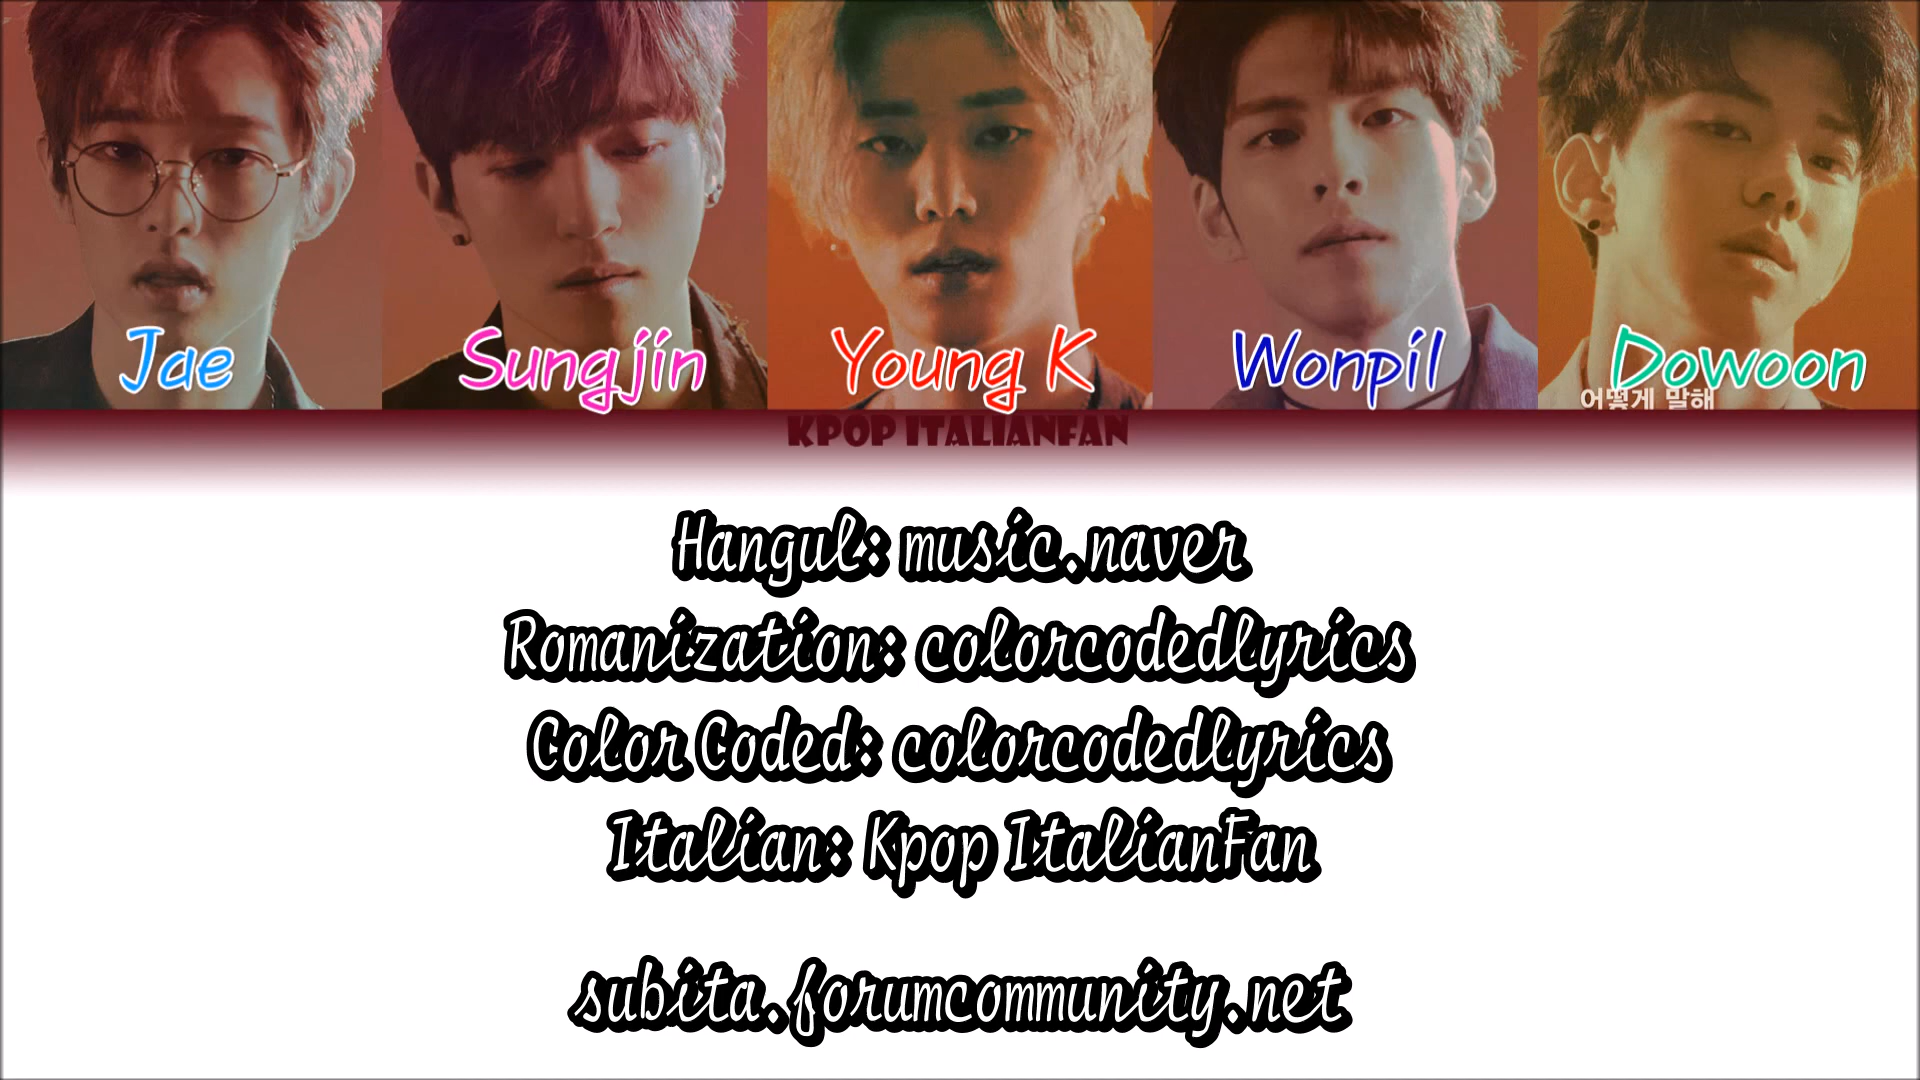 Jae
Sungjin
Young K
Wonpil
Dowoon
어떻게 말해
KPOP ITALIANFAN
Hangul: music.naver
Romanization: colorcodedlyrics
Color Coded: colorcodedlyrics
Italian: Kpop ItalianFan
subita.forumcommunity.net